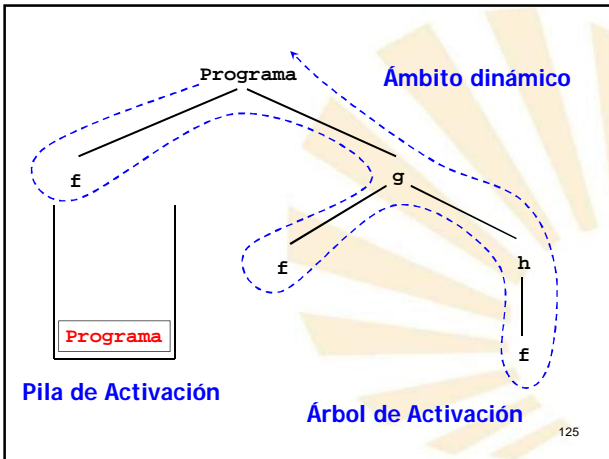 Programa
Ámbito dinámico
f
g
f
h
Programa
f
Pila de Activación
Árbol de Activación
125